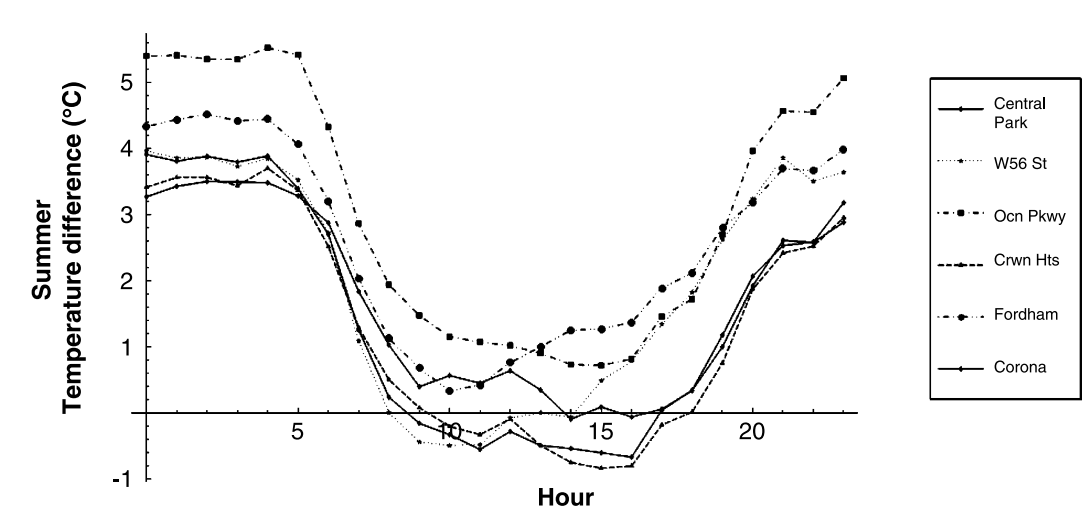 Summer
Temperature difference (°C)
5
4
3
2
1
-1
5
10
15
20
Hour
Central
Park
W56 St
Ocn Pkwy
Crwn Hts
Fordham
Corona